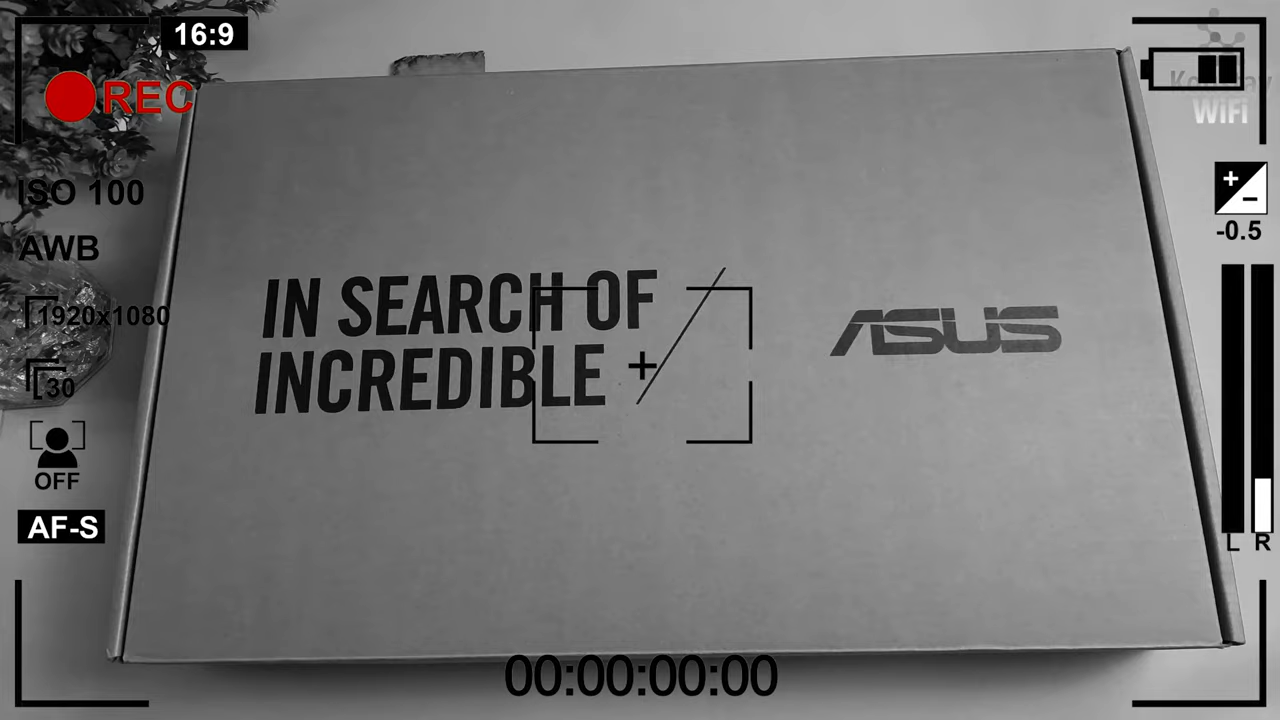 16:9
REC
ISO 100
AWB
1920x1080
30
OFF
AF-S
IN SEARCH OF
INCREDIBLE
ASUS
WiFi
+ -
-0.5
L R
00:00:00:00